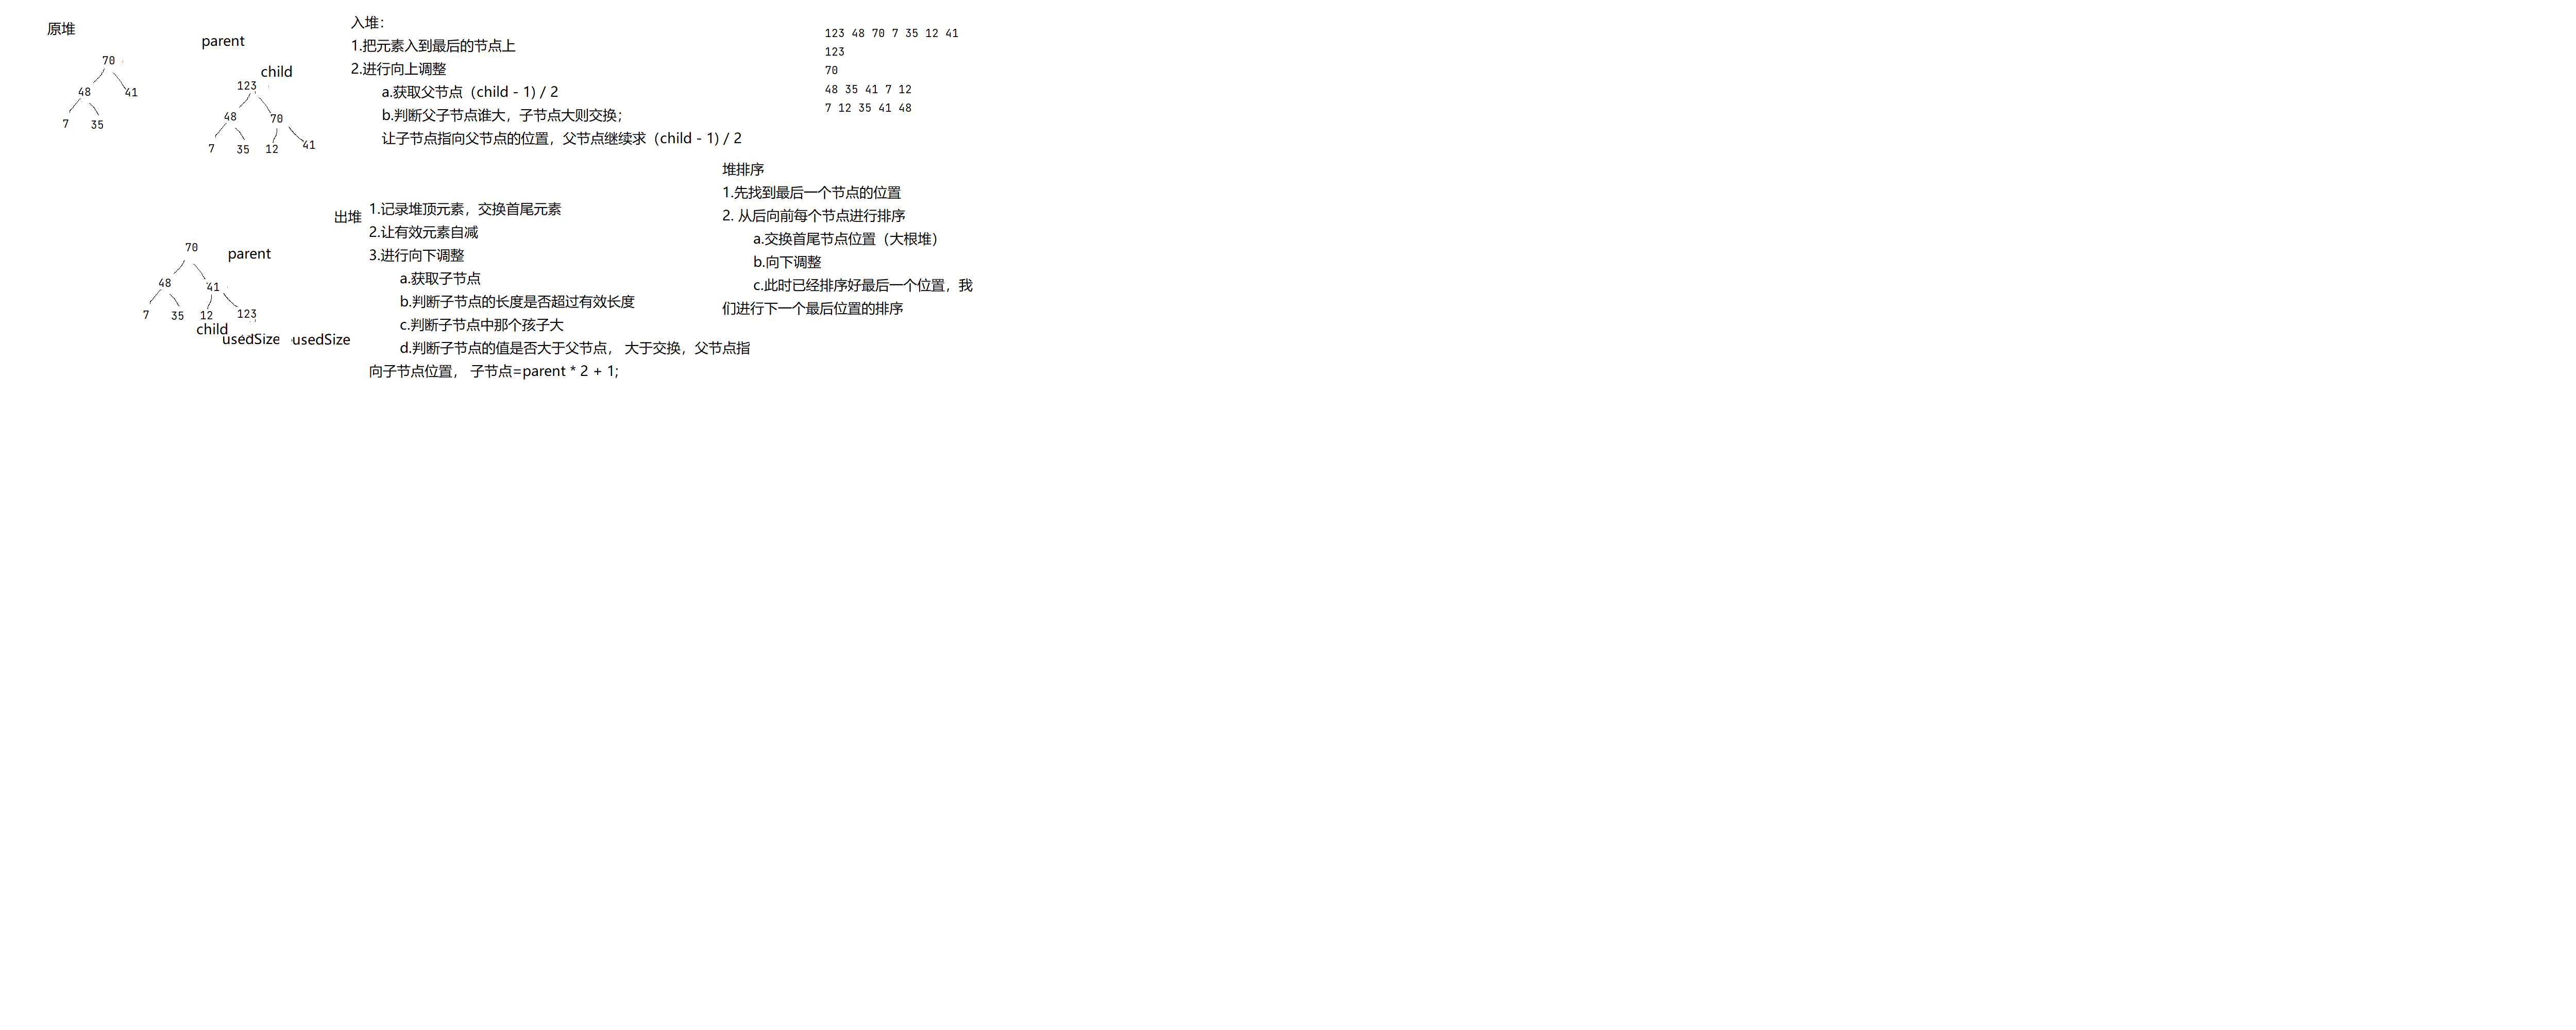 原堆
70
48 41
7 35
parent
child
123
48 70
7 35 12 41
入堆：
1.把元素入到最后的节点上
2.进行向上调整
a.获取父节点（child - 1) / 2
b.判断父子节点谁大，子节点大则交换；
让子节点指向父节点的位置，父节点继续求（child - 1) / 2
123 48 70 7 35 12 41
123
70
48 35 41 7 12
7 12 35 41 48
70
parent
48 41
7 35 12 123
child
usedSize usedSize
出堆
1.记录堆顶元素，交换首尾元素
2.让有效元素自减
3.进行向下调整
a.获取子节点
b.判断子节点的长度是否超过有效长度
c.判断子节点中那个孩子大
d.判断子节点的值是否大于父节点， 大于交换，父节点指
向子节点位置， 子节点=parent * 2 + 1;
堆排序
1.先找到最后一个节点的位置
2. 从后向前每个节点进行排序
a.交换首尾节点位置（大根堆）
b.向下调整
c.此时已经排序好最后一个位置，我
们进行下一个最后位置的排序